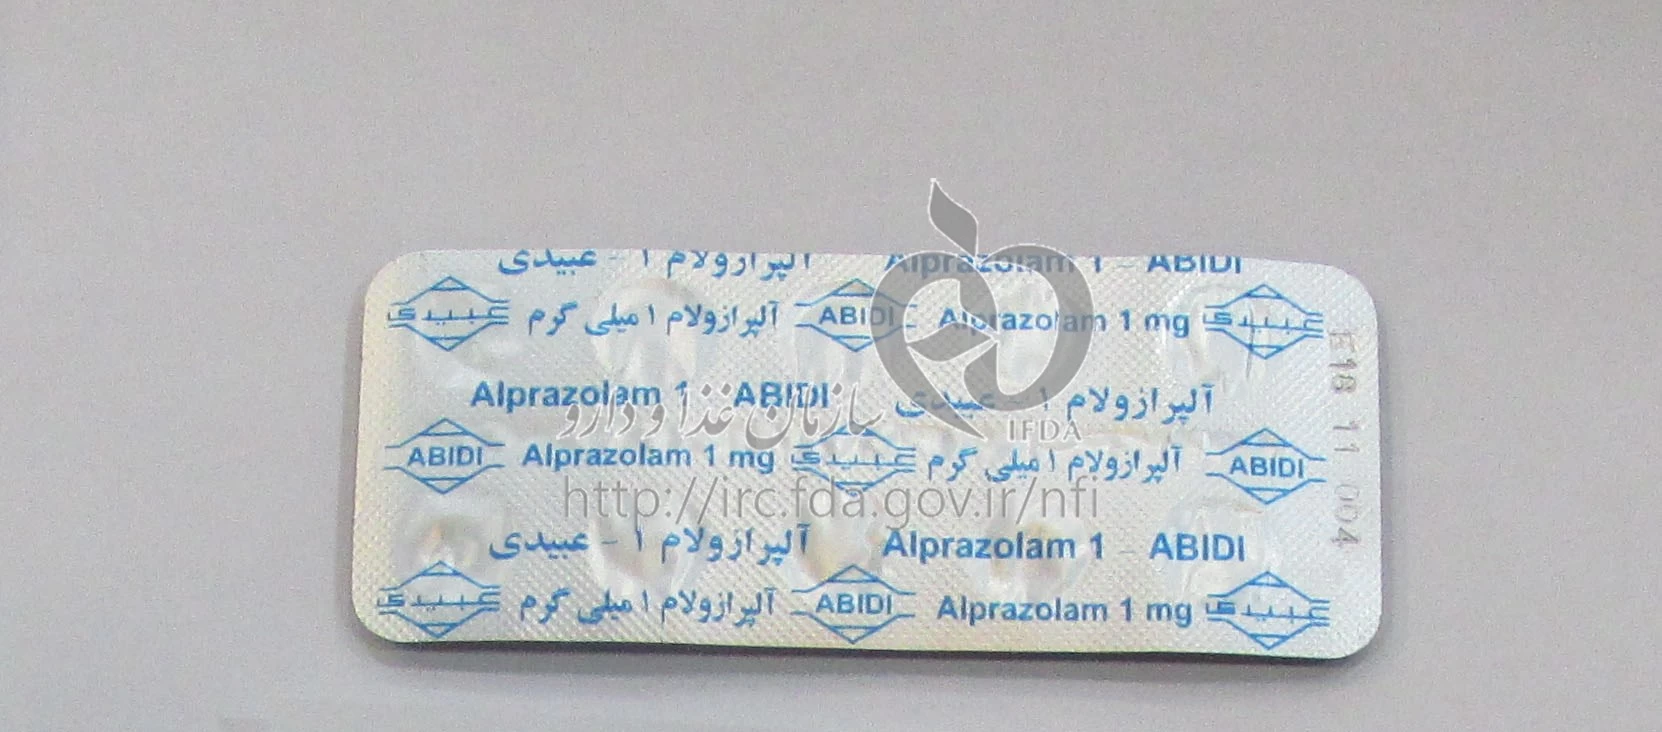 آلپرازولام ۱ - عبیدی Alprazolam 1 - ABIDI
عبیدی آلپرازولام ۱ میلی گرم ABIDI Alprazolam 1 mg عبیدی
Alprazolam 1 - ABIDI آلپرازولام ۱ - عبیدی
سازمان غذا و دارو
IFDA
ABIDI Alprazolam 1 mg عبیدی آلپرازولام ۱ میلی گرم ABIDI
http://irc.fda.gov.ir/nfi
آلپرازولام ۱ - عبیدی Alprazolam 1 - ABIDI
عبیدی آلپرازولام ۱ میلی گرم ABIDI Alprazolam 1 mg عبیدی
11 004